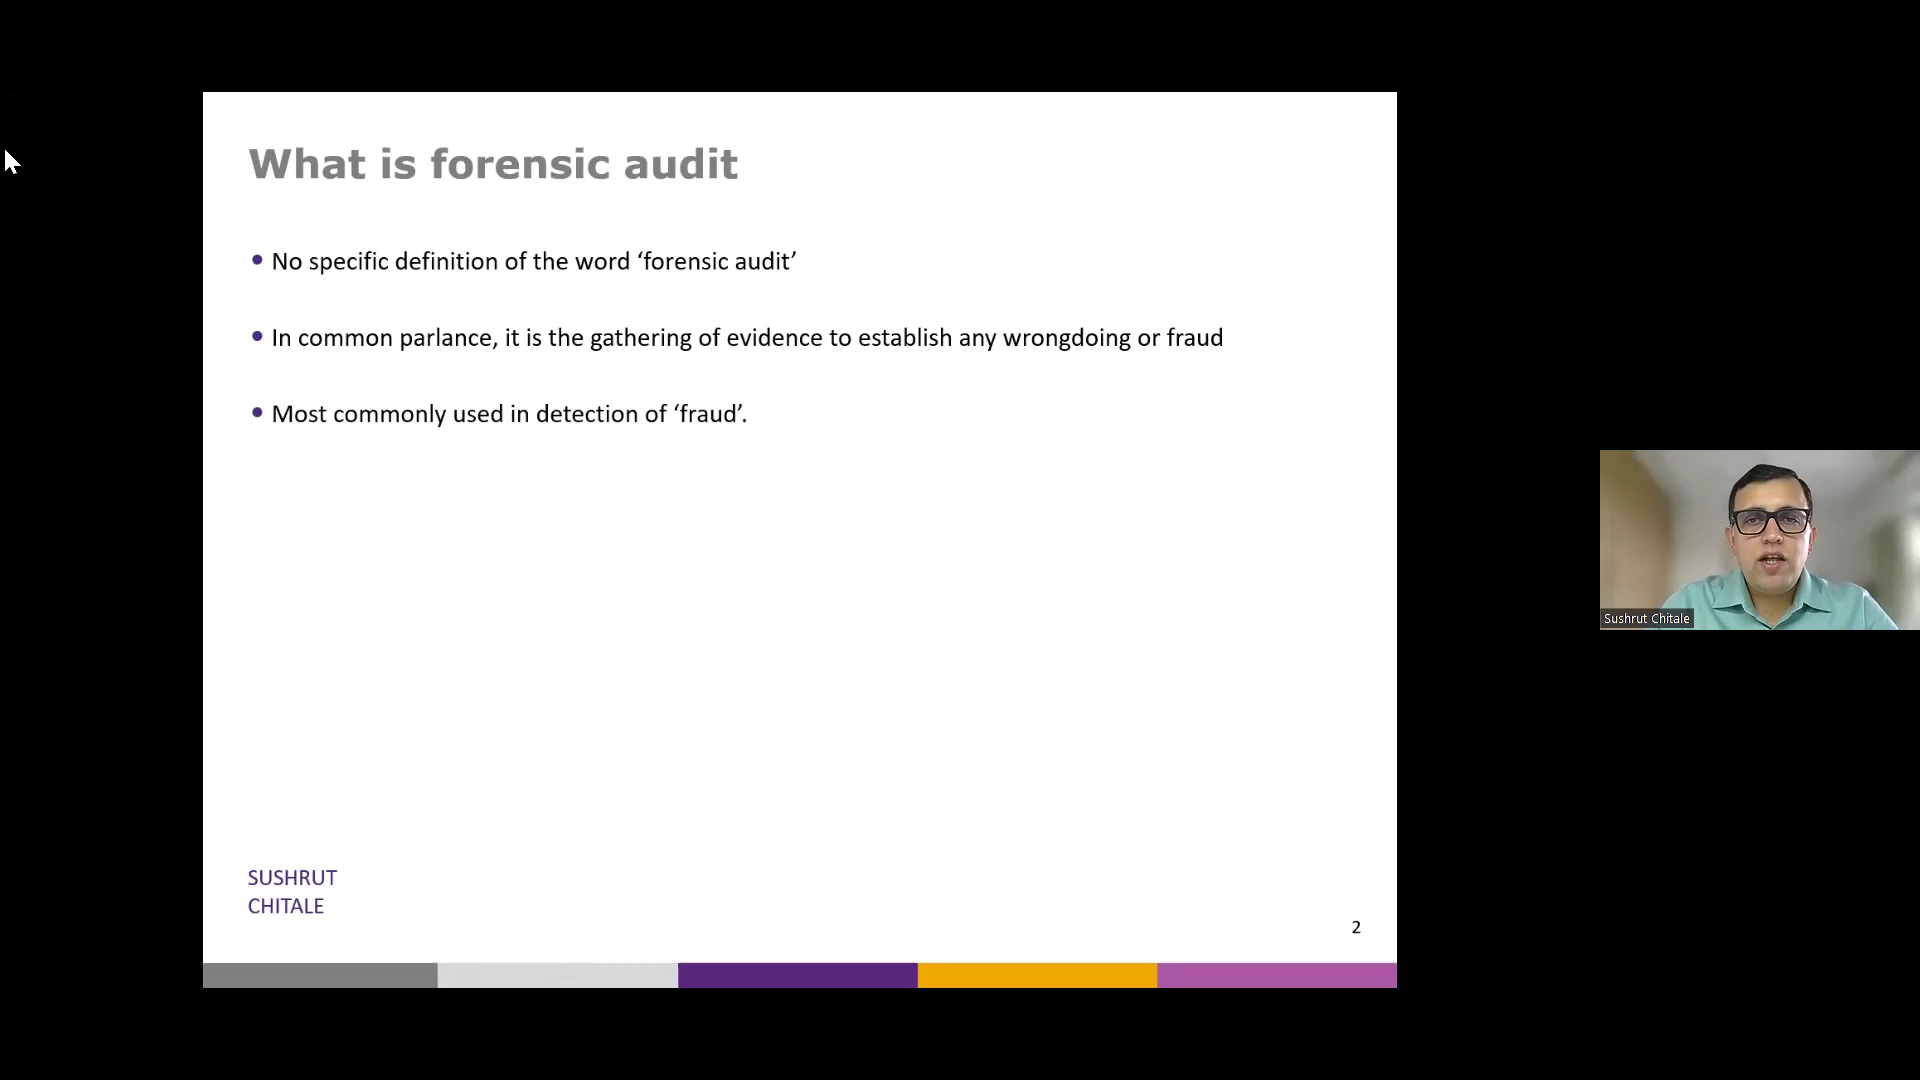 What is forensic audit
• No specific definition of the word ‘forensic audit’
• In common parlance, it is the gathering of evidence to establish any wrongdoing or fraud
• Most commonly used in detection of ‘fraud’.
SUSHRUT
CHITALE
2
Sushrut Chitale